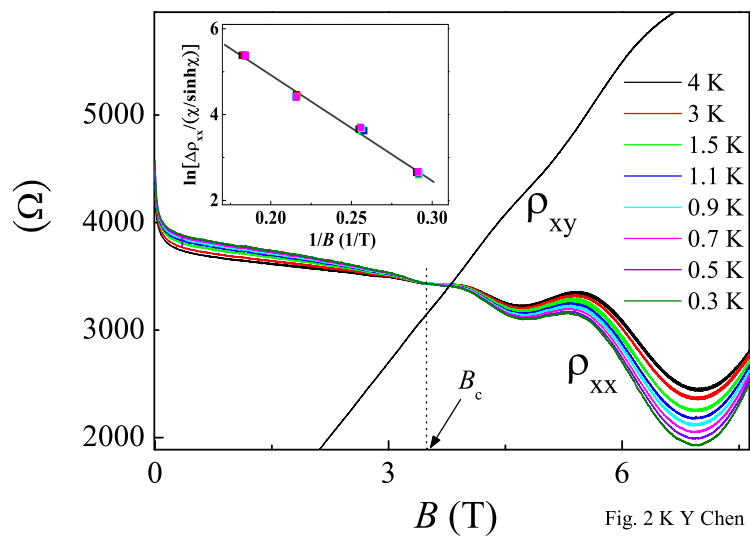 6
4
2
ln[Δρxx/(χ/sinhχ)]
0.20 0.25 0.30
1/B (1/T)
5000
4000
3000
2000
(Ω)
4 K
3 K
1.5 K
1.1 K
0.9 K
0.7 K
0.5 K
0.3 K
ρxy
ρxx
Bc
0 3 6
B (T)
Fig. 2 K Y Chen